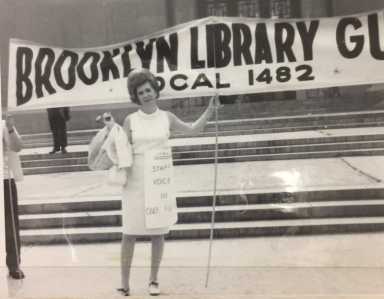 BROOKLYN LIBRARY GU
LOCAL 1482
STAFF
VOICE
IN